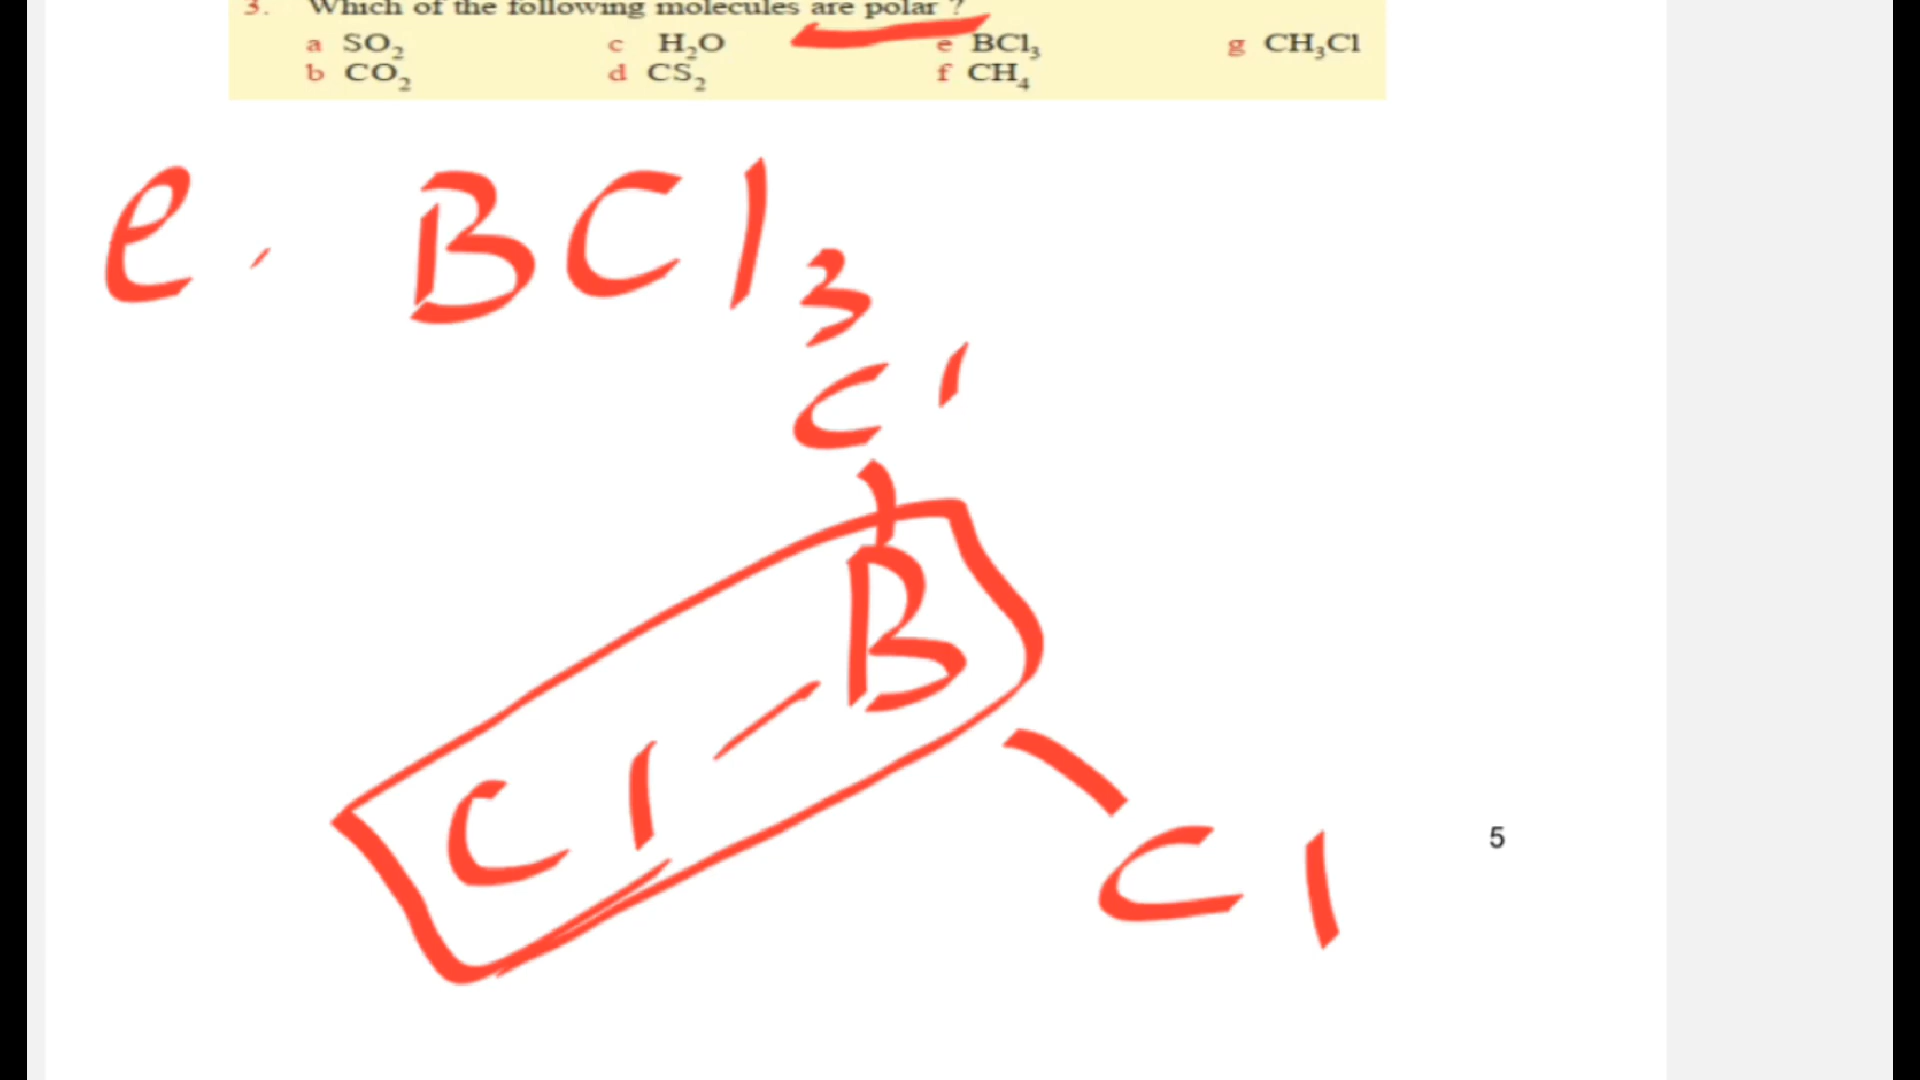 3. Which of the following molecules are polar ?
a SO₂ c H₂O e BCl₃ g CH₃Cl
b CO₂ d CS₂ f CH₄
e. BCl₃
Cl
B
Cl
Cl
5